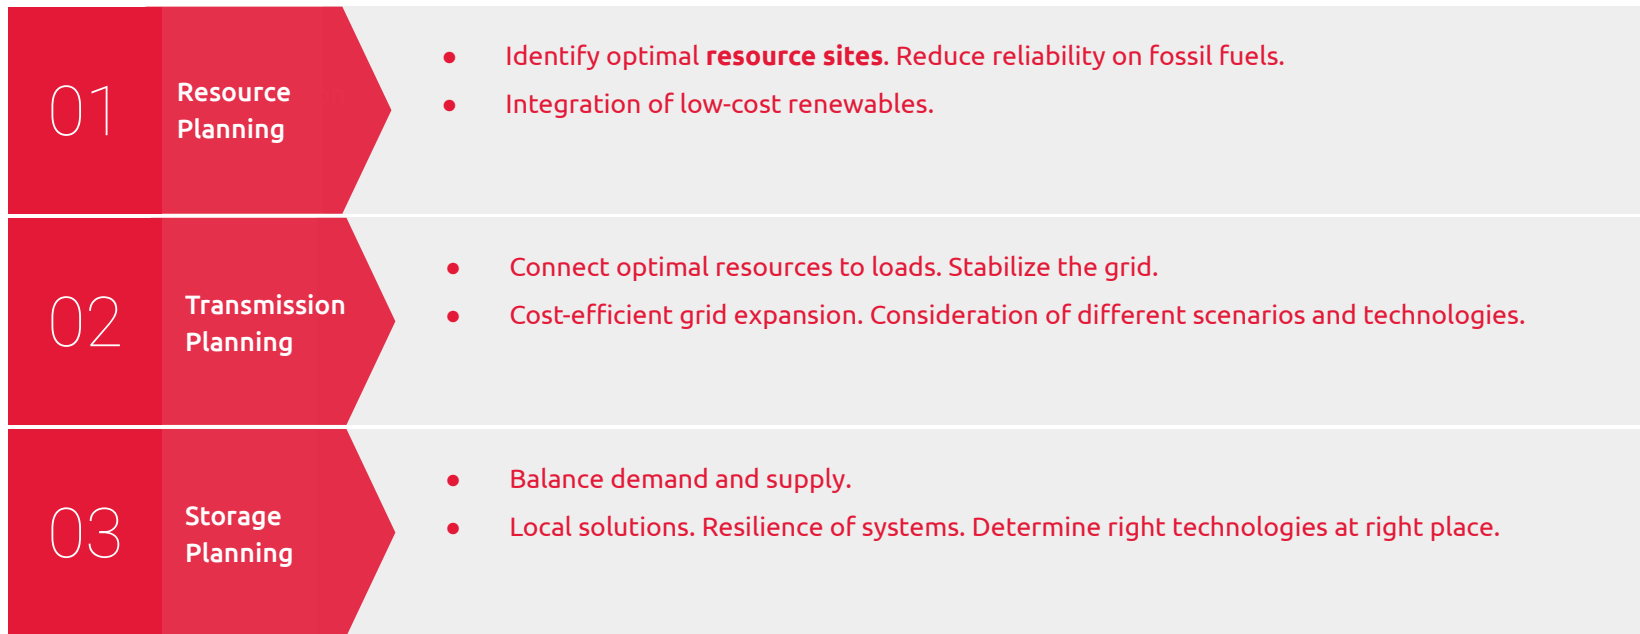 01
Resource
Planning
● Identify optimal resource sites. Reduce reliability on fossil fuels.
● Integration of low-cost renewables.
02
Transmission
Planning
● Connect optimal resources to loads. Stabilize the grid.
● Cost-efficient grid expansion. Consideration of different scenarios and technologies.
03
Storage
Planning
● Balance demand and supply.
● Local solutions. Resilience of systems. Determine right technologies at right place.